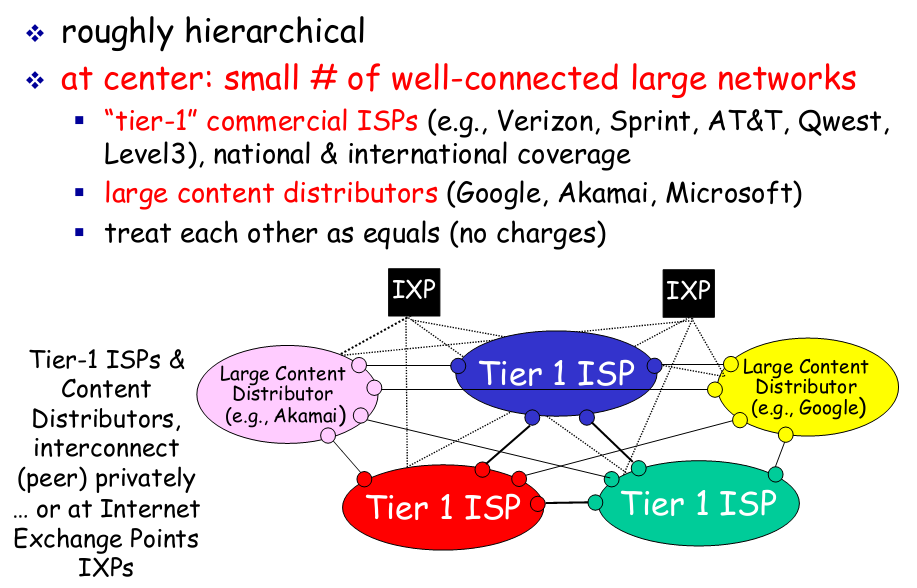 roughly hierarchical
at center: small # of well-connected large networks
“tier-1” commercial ISPs (e.g., Verizon, Sprint, AT&T, Qwest,
Level3), national & international coverage
large content distributors (Google, Akamai, Microsoft)
treat each other as equals (no charges)
IXP
IXP
Tier-1 ISPs &
Content
Distributors,
interconnect
(peer) privately
… or at Internet
Exchange Points
IXPs
Large Content
Distributor
(e.g., Akamai)
Tier 1 ISP
Large Content
Distributor
(e.g., Google)
Tier 1 ISP
Tier 1 ISP